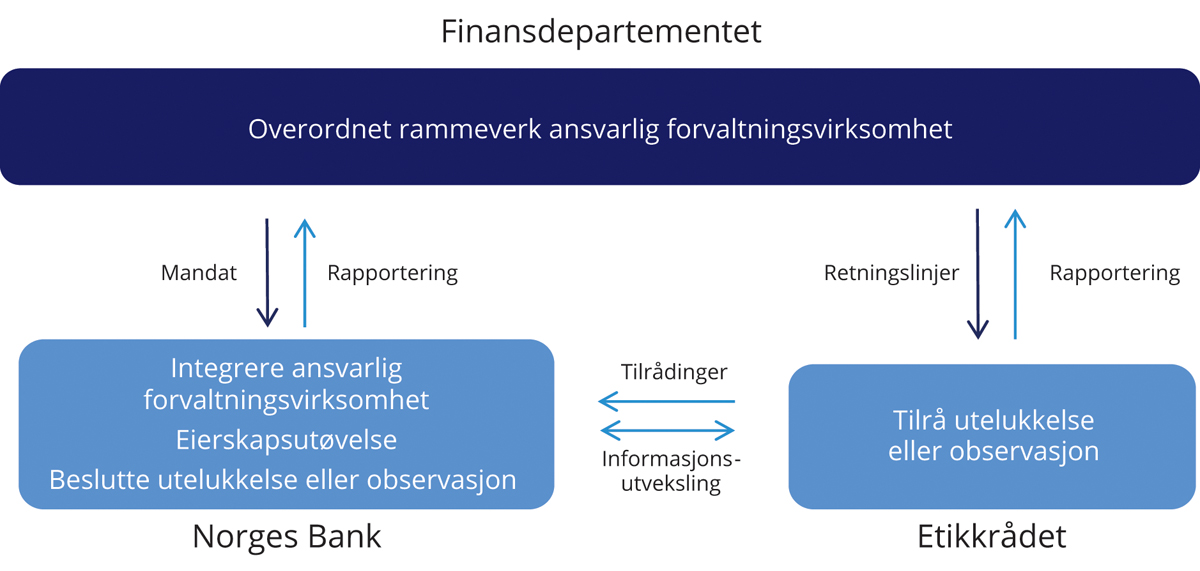 Finansdepartementet
Overordnet rammeverk ansvarlig forvaltningsvirksomhet
Mandat
Rapportering
Retningslinjer
Rapportering
Integrere ansvarlig
forvaltningsvirksomhet
Eierskapsutøvelse
Beslutte utelukkelse eller observasjon
Norges Bank
Tilrådinger
Informasjons-
utveksling
Tilrå utelukkelse
eller observasjon
Etikkrådet